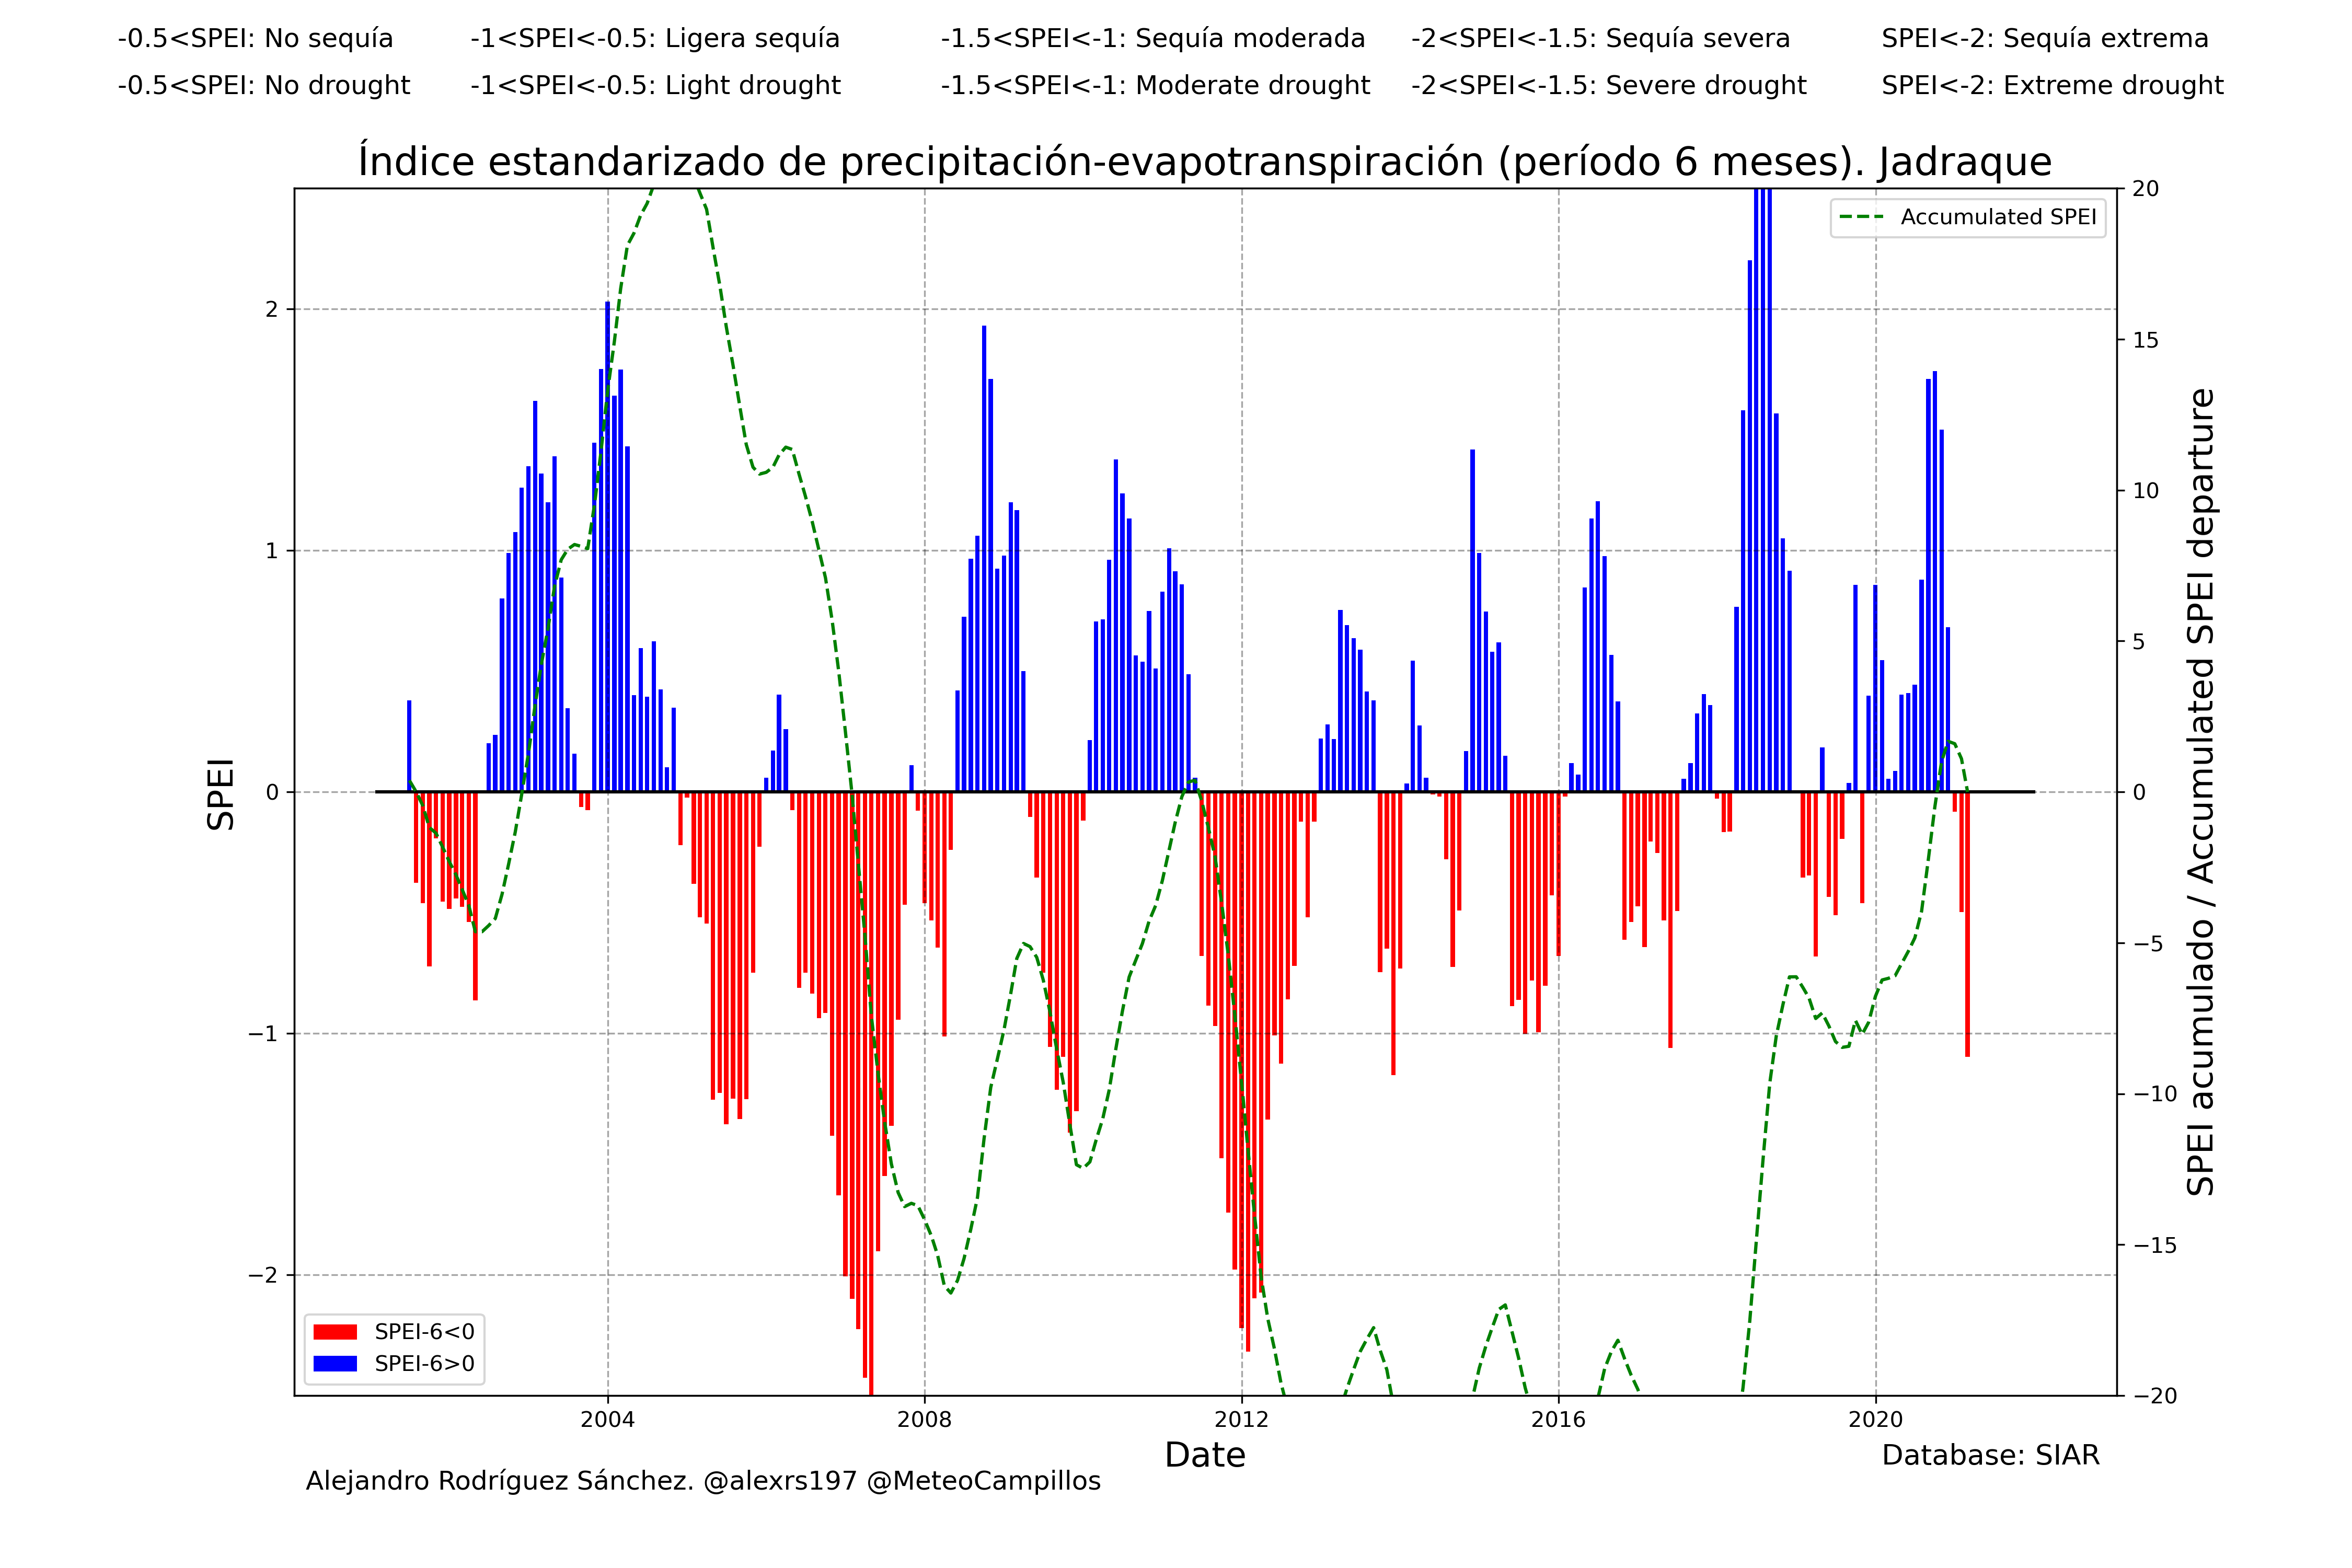 -0.5<SPEI: No sequía -1<SPEI<-0.5: Ligera sequía -1.5<SPEI<-1: Sequía moderada -2<SPEI<-1.5: Sequía severa SPEI<-2: Sequía extrema
-0.5<SPEI: No drought -1<SPEI<-0.5: Light drought -1.5<SPEI<-1: Moderate drought -2<SPEI<-1.5: Severe drought SPEI<-2: Extreme drought
Índice estandarizado de precipitación-evapotranspiración (período 6 meses). Jadraque
Accumulated SPEI
SPEI
2
1
0
−1
−2
20
15
10
5
0
−5
−10
−15
−20
SPEI acumulado / Accumulated SPEI departure
SPEI-6<0
SPEI-6>0
2004 2008 2012 2016 2020
Date
Database: SIAR
Alejandro Rodríguez Sánchez. @alexrs197 @MeteoCampillos